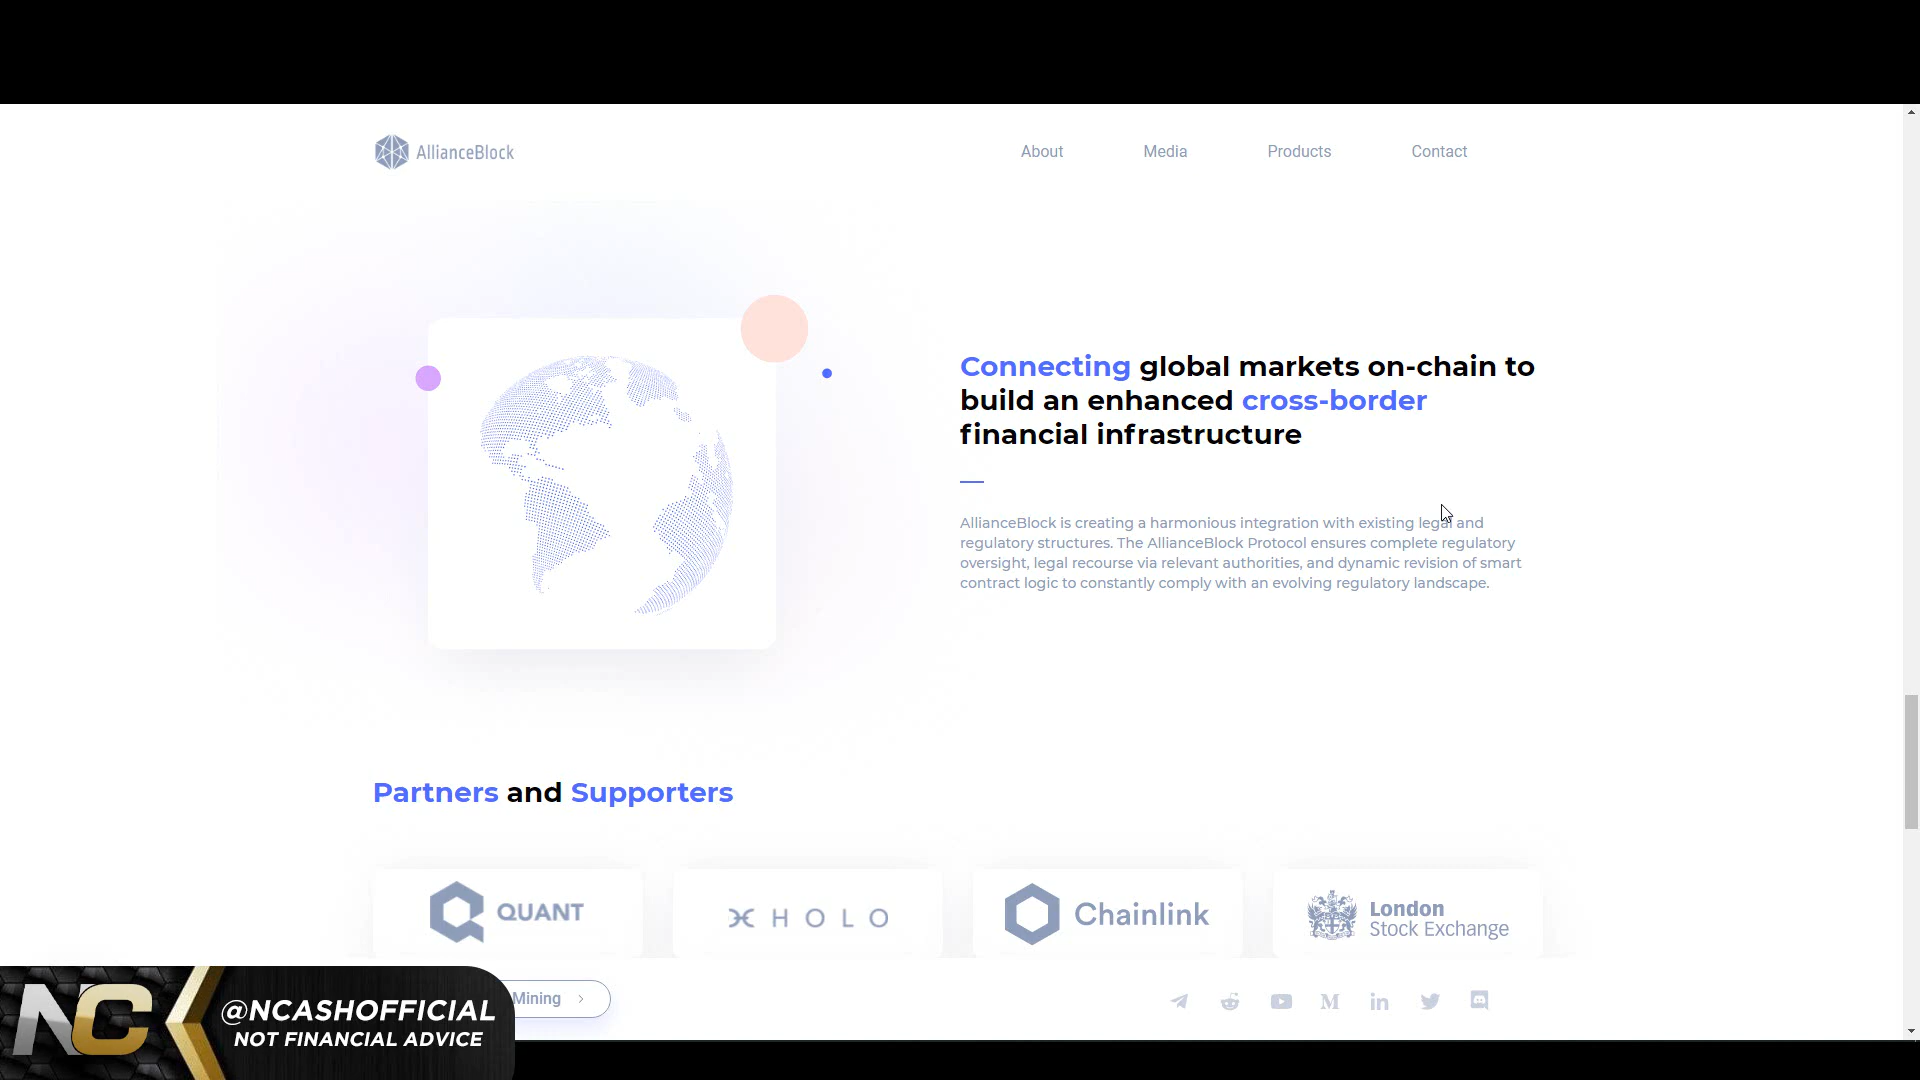 AllianceBlock
About
Media
Products
Contact
Connecting global markets on-chain to
build an enhanced cross-border
financial infrastructure
AllianceBlock is creating a harmonious integration with existing legal and
regulatory structures. The AllianceBlock Protocol ensures complete regulatory
oversight, legal recourse via relevant authorities, and dynamic revision of smart
contract logic to constantly comply with an evolving regulatory landscape.
Partners and Supporters
QUANT
HOLO
Chainlink
London
Stock Exchange
Mining
NC
@NCASHOFFICIAL
NOT FINANCIAL ADVICE